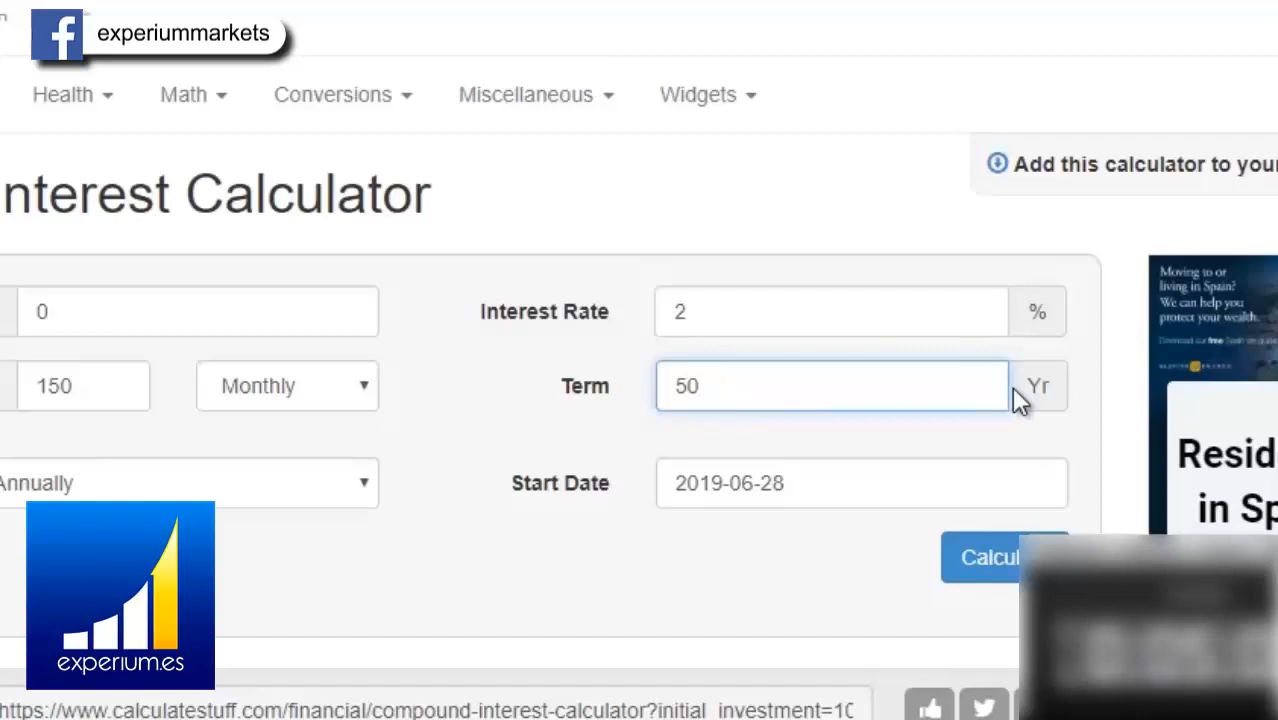 experiummarkets
Health
Math
Conversions
Miscellaneous
Widgets
Add this calculator to your
nterest Calculator
0
Interest Rate
2
%
150
Monthly
Term
50
Yr
Annually
Start Date
2019-06-28
Calcul
Moving to or
living in Spain?
We can help you
protect your wealth.
Resid
in Sp
experium.es
https://www.calculatestuff.com/financial/compound-interest-calculator?initial_investment=10